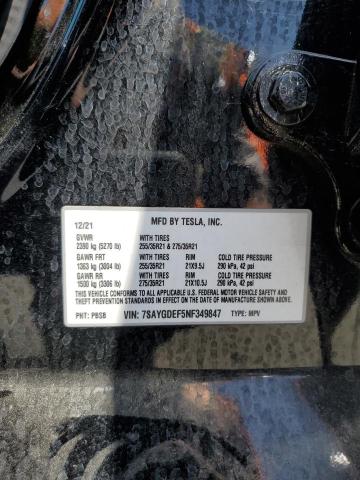 12/21 MFD BY TESLA, INC.
GVWR WITH TIRES
2390 kg (5270 lb) 255/35R21 & 275/35R21
GAWR FRT WITH TIRES RIM COLD TIRE PRESSURE
1363 kg (3004 lb) 255/35R21 21X9.5J 290 kPa, 42 psi
GAWR RR WITH TIRES RIM COLD TIRE PRESSURE
1500 kg (3306 lb) 275/35R21 21X10.5J 290 kPa, 42 psi
THIS VEHICLE CONFORMS TO ALL APPLICABLE U.S. FEDERAL MOTOR VEHICLE SAFETY
AND THEFT PREVENTION STANDARDS IN EFFECT ON THE DATE OF MANUFACTURE SHOWN ABOVE.
PNT: PBSB VIN: 7SAYGDEF5NF349847 TYPE: MPV